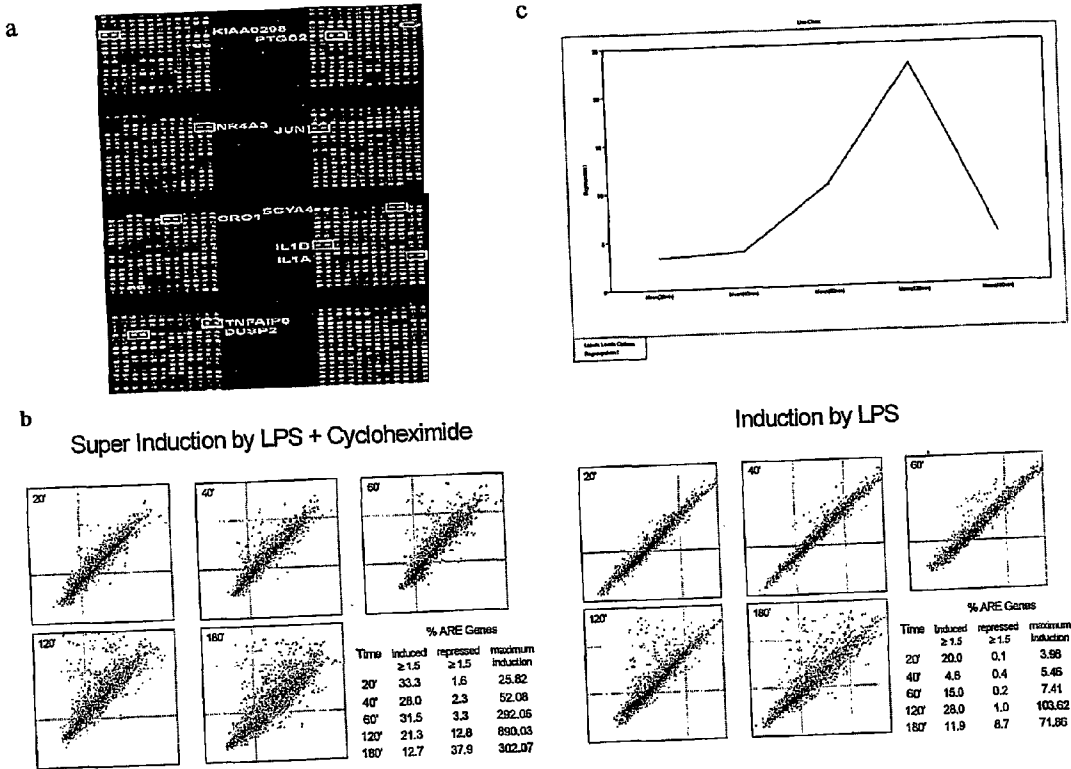 a
KIAA0298
PTGS2
NR4A3 JUN
GRO1 SCYA4
IL1B
IL1A
TNFAIP6
DUSP2
c
Line Chart
0
b
Super Induction by LPS + Cycloheximide
20'
40'
60'
120'
180'
% ARE Genes
Time induced ≥1.5 repressed ≥1.5 maximum induction
20' 33.3 1.6 25.82
40' 28.0 2.3 52.08
60' 31.5 3.3 292.05
120' 21.3 12.8 890.03
180' 12.7 37.9 302.07
Induction by LPS
20'
40'
60'
120'
180'
% ARE Genes
Time Induced ≥1.5 repressed ≥1.5 maximum induction
20' 20.0 0.1 3.98
40' 4.8 0.4 5.46
60' 15.0 0.2 7.41
120' 28.0 1.0 103.62
180' 11.9 8.7 71.86